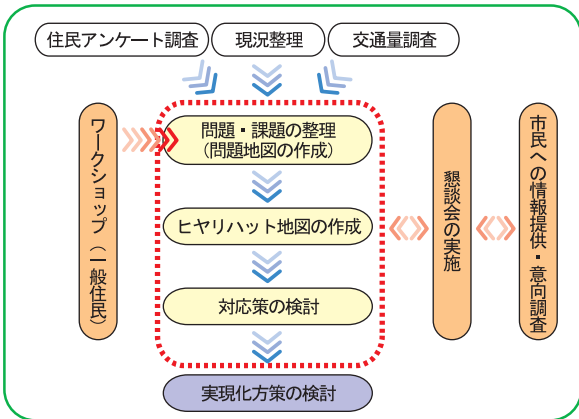 住民アンケート調査
現況整理
交通量調査
ワークショップ（一般住民）
問題・課題の整理
(問題地図の作成)
ヒヤリハット地図の作成
対応策の検討
実現化方策の検討
懇談会の実施
市民への情報提供・意向調査